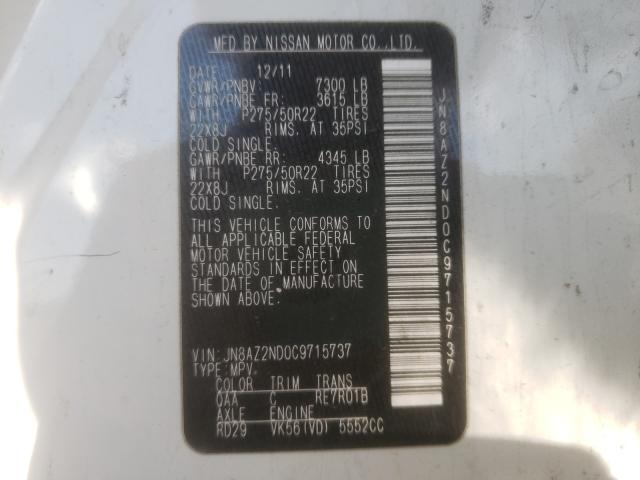 MFD BY NISSAN MOTOR CO.,LTD.
DATE 12/11
GVWR/PNBV 7300 LB
GAWR/PNBE FR: 3615 LB
WITH P275/50R22 TIRES
22X8J RIMS. AT 35PSI
COLD SINGLE.
GAWR/PNBE RR: 4345 LB
WITH P275/50R22 TIRES
22X8J RIMS. AT 35PSI
COLD SINGLE.
THIS VEHICLE CONFORMS TO
ALL APPLICABLE FEDERAL
MOTOR VEHICLE SAFETY
STANDARDS IN EFFECT ON
THE DATE OF MANUFACTURE
SHOWN ABOVE.
VIN: JN8AZ2ND0C9715737
TYPE: MPV
COLOR TRIM TRANS
QAA C RE7R01B
AXLE ENGINE
RD29 VK56(VD) 5552CC
JN8AZ2ND0C9715737